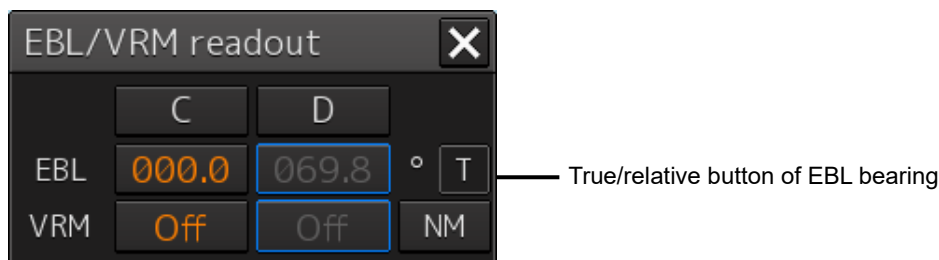 EBL/VRM readout X
C D
EBL 000.0 069.8 ° T
True/relative button of EBL bearing
VRM Off Off NM